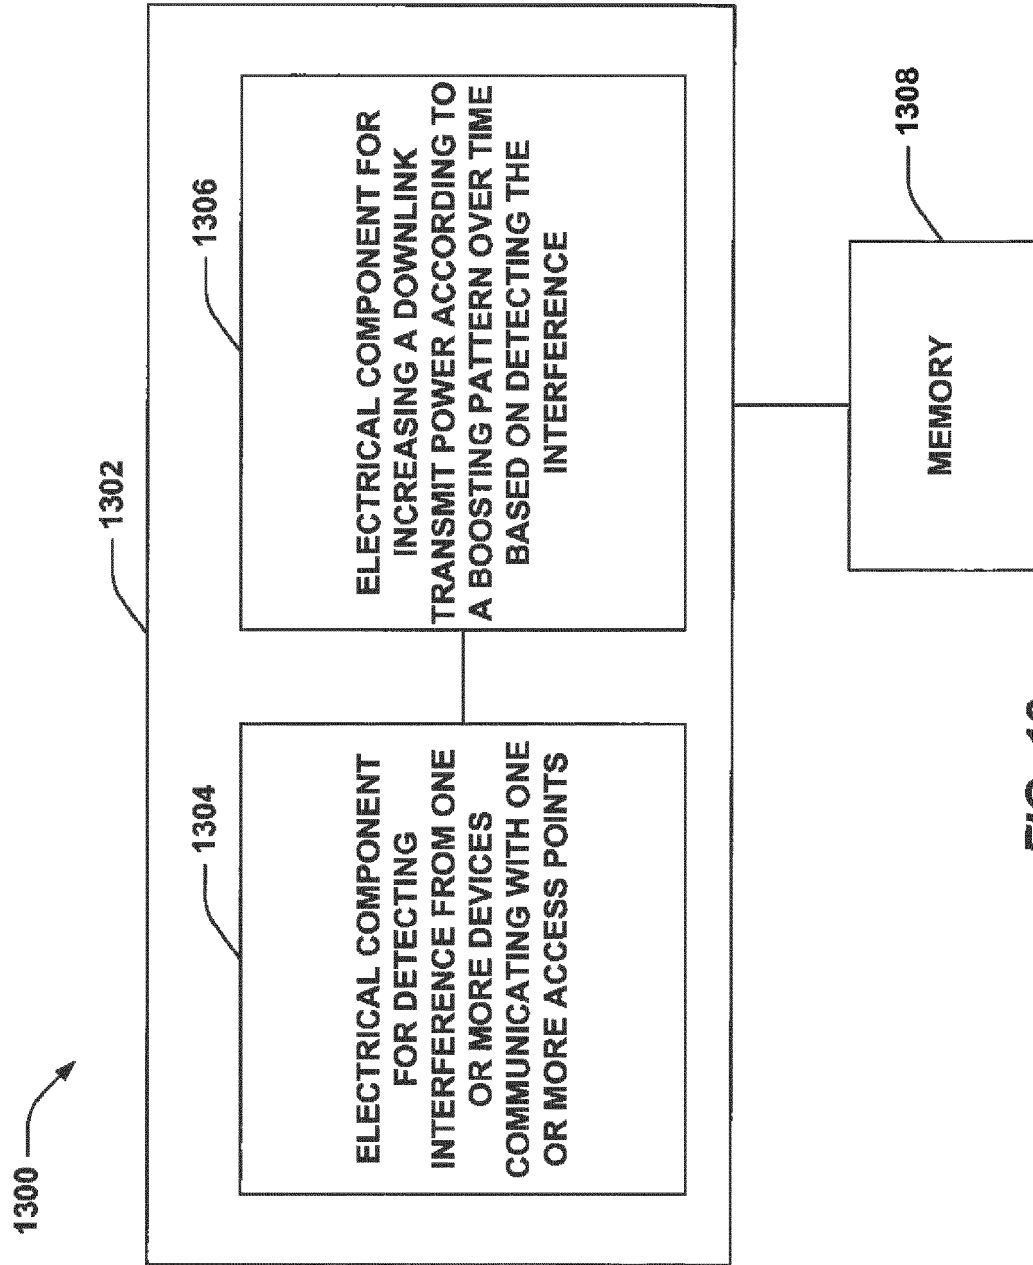 1300
1302
1304
ELECTRICAL COMPONENT
FOR DETECTING
INTERFERENCE FROM ONE
OR MORE DEVICES
COMMUNICATING WITH ONE
OR MORE ACCESS POINTS
1306
ELECTRICAL COMPONENT FOR
INCREASING A DOWNLINK
TRANSMIT POWER ACCORDING TO
A BOOSTING PATTERN OVER TIME
BASED ON DETECTING THE
INTERFERENCE
1308
MEMORY
FIG.